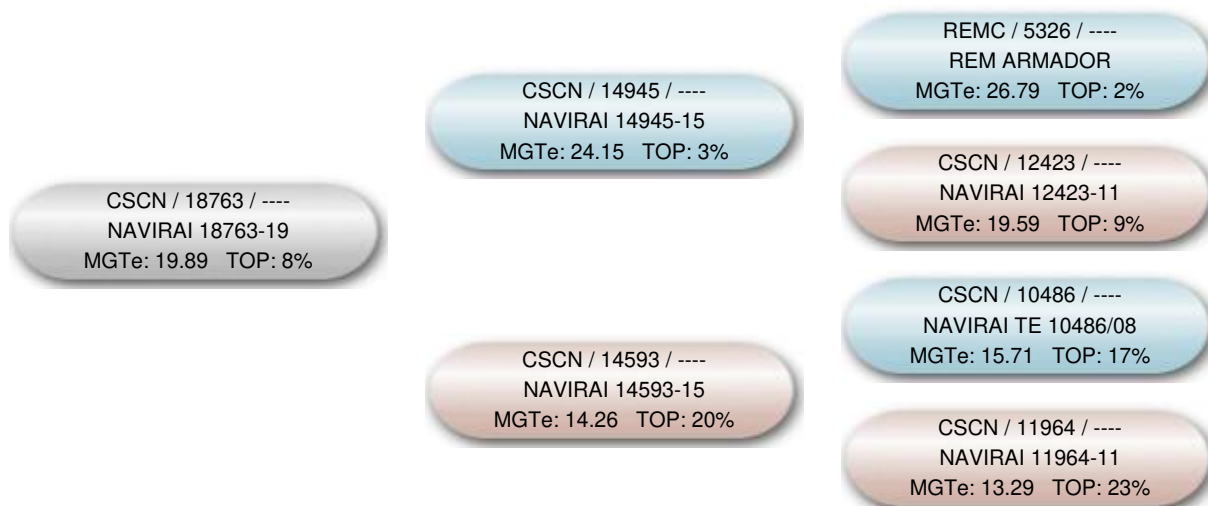 CSCN / 18763 / ----
NAVIRAI 18763-19
MGTe: 19.89 TOP: 8%
CSCN / 14945 / ----
NAVIRAI 14945-15
MGTe: 24.15 TOP: 3%
CSCN / 14593 / ----
NAVIRAI 14593-15
MGTe: 14.26 TOP: 20%
REMC / 5326 / ----
REM ARMADOR
MGTe: 26.79 TOP: 2%
CSCN / 12423 / ----
NAVIRAI 12423-11
MGTe: 19.59 TOP: 9%
CSCN / 10486 / ----
NAVIRAI TE 10486/08
MGTe: 15.71 TOP: 17%
CSCN / 11964 / ----
NAVIRAI 11964-11
MGTe: 13.29 TOP: 23%